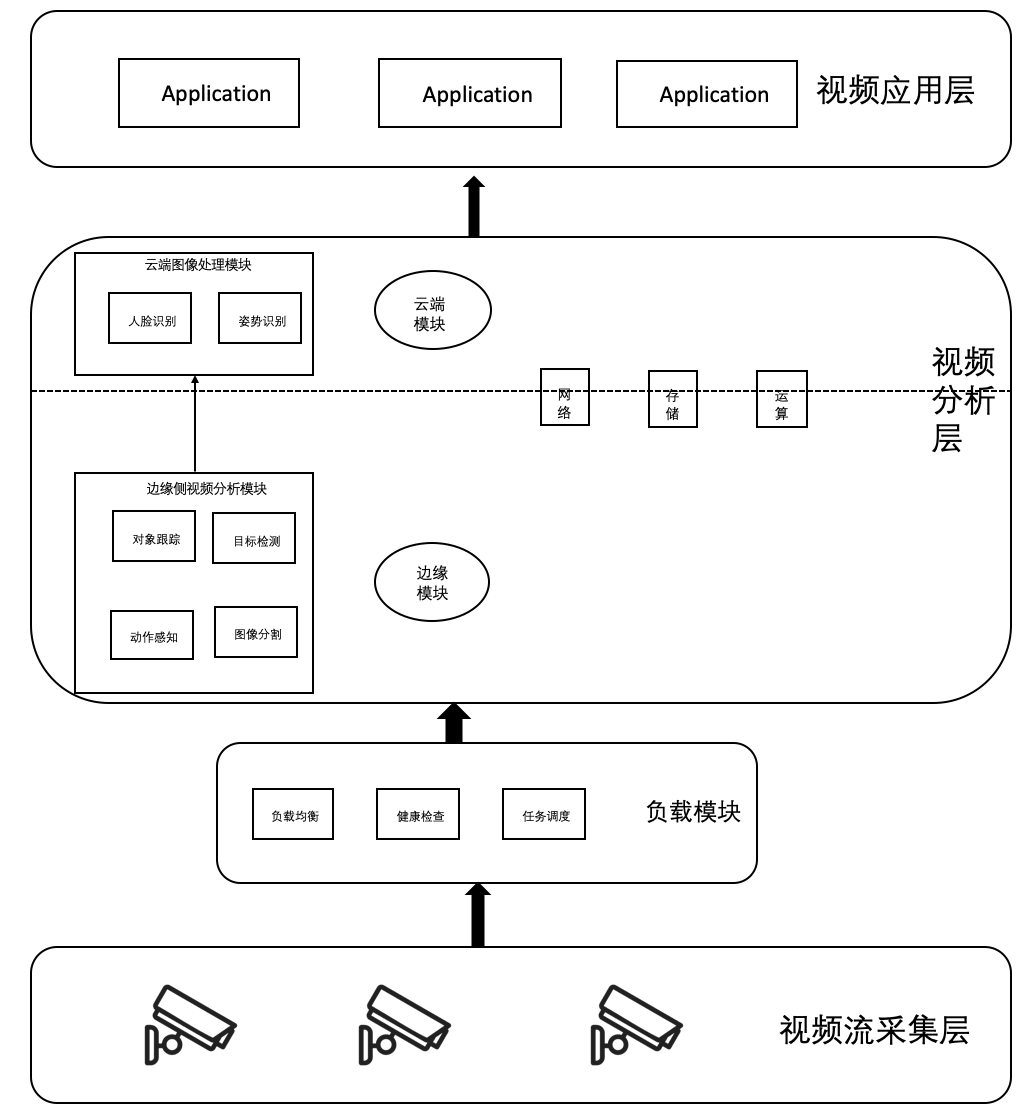 Application
Application
Application
视频应用层
云端图像处理模块
人脸识别
姿势识别
云端
模块
网
络
存
储
运
算
视频
分析
层
边缘侧视频分析模块
对象跟踪
目标检测
动作感知
图像分割
边缘
模块
负载均衡
健康检查
任务调度
负载模块
视频流采集层